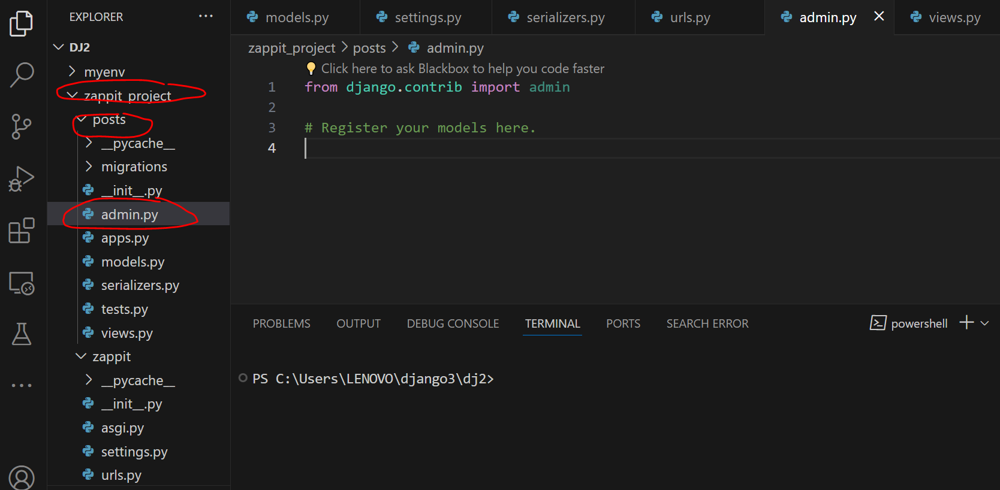 EXPLORER
DJ2
myenv
zappit_project
posts
__pycache__
migrations
__init__.py
admin.py
apps.py
models.py
serializers.py
tests.py
views.py
zappit
__pycache__
__init__.py
asgi.py
settings.py
urls.py
models.py settings.py serializers.py urls.py admin.py views.py
zappit_project > posts > admin.py
Click here to ask Blackbox to help you code faster
1 from django.contrib import admin
2
3 # Register your models here.
4
PROBLEMS OUTPUT DEBUG CONSOLE TERMINAL PORTS SEARCH ERROR powershell
PS C:\Users\LENOVO\django3\dj2>